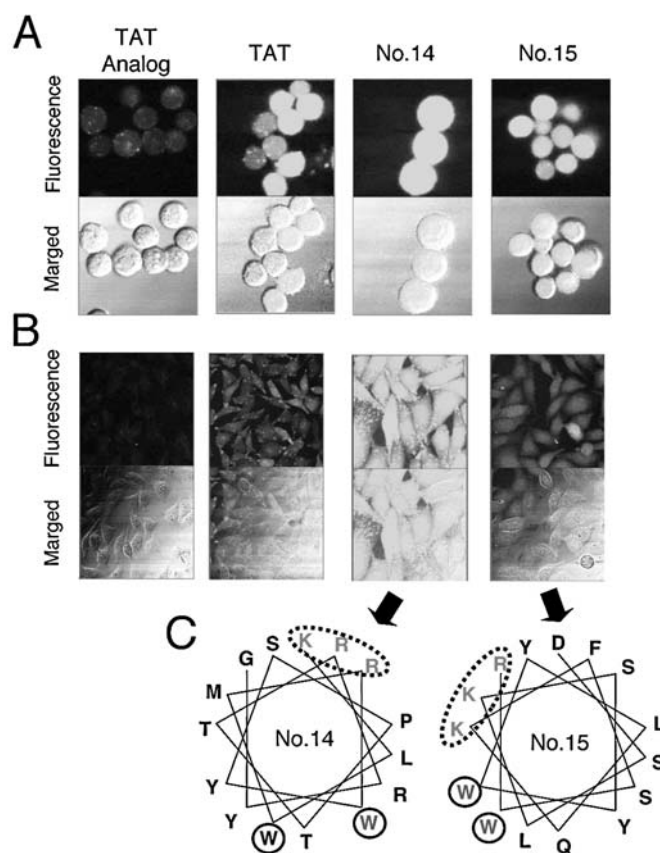 A
TAT Analog TAT No.14 No.15
Fluorescence
Marged
B
Fluorescence
Marged
C
S K R
G R
M
T P
No.14
L
Y R
Y W
W T
Y D F
R S
K
K L
No.15
S
W S
W Y
L Q